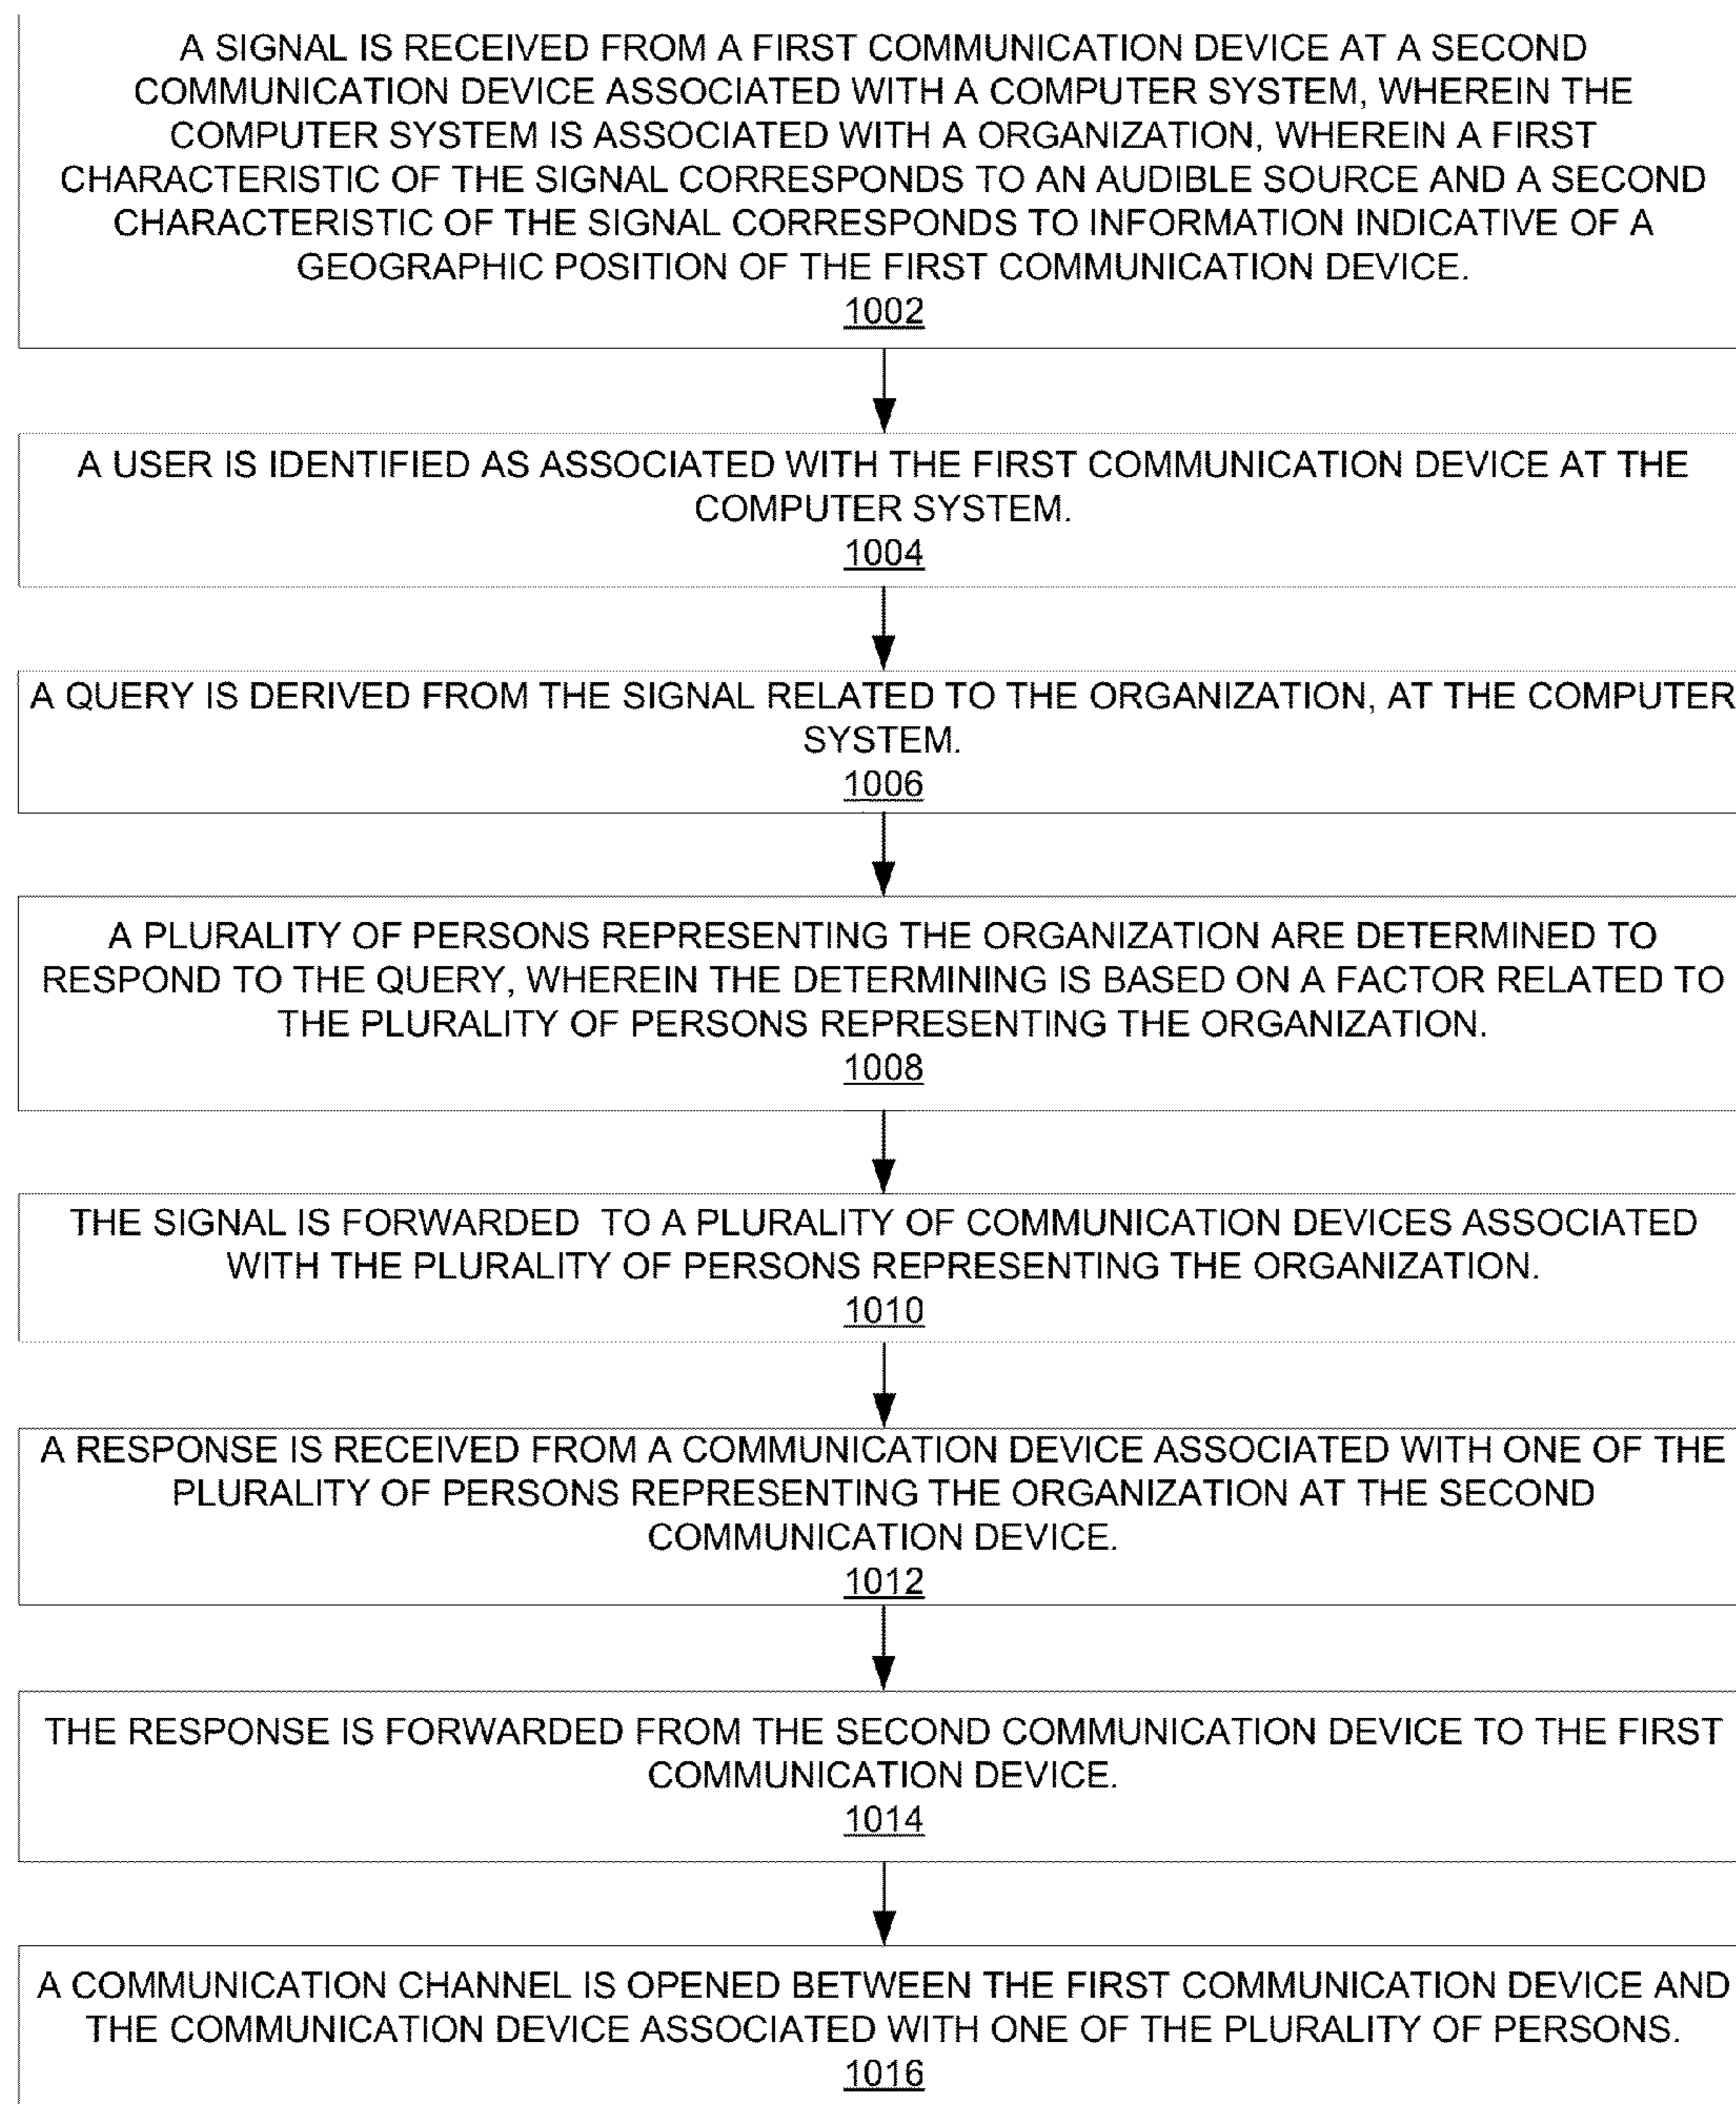 A SIGNAL IS RECEIVED FROM A FIRST COMMUNICATION DEVICE AT A SECOND
COMMUNICATION DEVICE ASSOCIATED WITH A COMPUTER SYSTEM, WHEREIN THE
COMPUTER SYSTEM IS ASSOCIATED WITH A ORGANIZATION, WHEREIN A FIRST
CHARACTERISTIC OF THE SIGNAL CORRESPONDS TO AN AUDIBLE SOURCE AND A SECOND
CHARACTERISTIC OF THE SIGNAL CORRESPONDS TO INFORMATION INDICATIVE OF A
GEOGRAPHIC POSITION OF THE FIRST COMMUNICATION DEVICE.
1002
A USER IS IDENTIFIED AS ASSOCIATED WITH THE FIRST COMMUNICATION DEVICE AT THE
COMPUTER SYSTEM.
1004
A QUERY IS DERIVED FROM THE SIGNAL RELATED TO THE ORGANIZATION, AT THE COMPUTER
SYSTEM.
1006
A PLURALITY OF PERSONS REPRESENTING THE ORGANIZATION ARE DETERMINED TO
RESPOND TO THE QUERY, WHEREIN THE DETERMINING IS BASED ON A FACTOR RELATED TO
THE PLURALITY OF PERSONS REPRESENTING THE ORGANIZATION.
1008
THE SIGNAL IS FORWARDED TO A PLURALITY OF COMMUNICATION DEVICES ASSOCIATED
WITH THE PLURALITY OF PERSONS REPRESENTING THE ORGANIZATION.
1010
A RESPONSE IS RECEIVED FROM A COMMUNICATION DEVICE ASSOCIATED WITH ONE OF THE
PLURALITY OF PERSONS REPRESENTING THE ORGANIZATION AT THE SECOND
COMMUNICATION DEVICE.
1012
THE RESPONSE IS FORWARDED FROM THE SECOND COMMUNICATION DEVICE TO THE FIRST
COMMUNICATION DEVICE.
1014
A COMMUNICATION CHANNEL IS OPENED BETWEEN THE FIRST COMMUNICATION DEVICE AND
THE COMMUNICATION DEVICE ASSOCIATED WITH ONE OF THE PLURALITY OF PERSONS.
1016